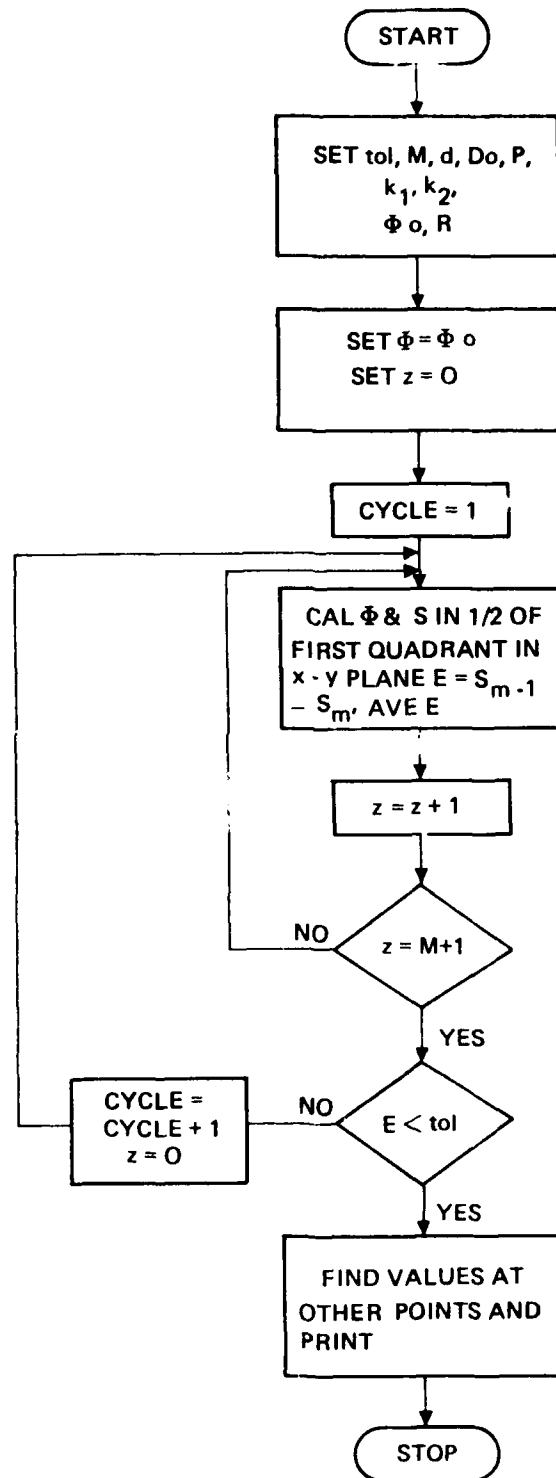 START
SET tol, M, d, Do, P,
k1, k2,
Φ o, R
SET Φ = Φ o
SET z = O
CYCLE = 1
CAL Φ & S IN 1/2 OF
FIRST QUADRANT IN
x - y PLANE E = Sm -1
– Sm, AVE E
z = z + 1
NO
z = M+1
YES
CYCLE =
CYCLE + 1
z = O
NO
E < tol
YES
FIND VALUES AT
OTHER POINTS AND
PRINT
STOP